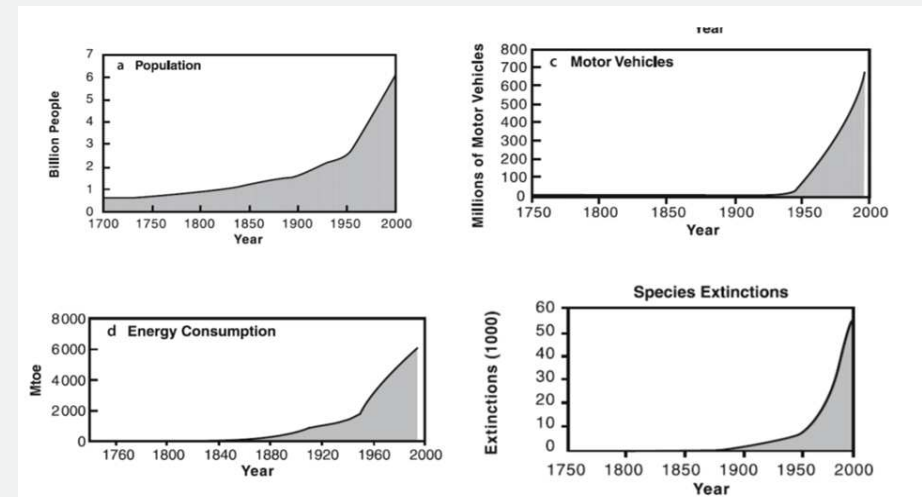 a Population
Billion People
7
6
5
4
3
2
1
0
1700 1750 1800 1850 1900 1950 2000
Year
Year
c Motor Vehicles
Millions of Motor Vehicles
800
700
600
500
400
300
200
100
0
1750 1800 1850 1900 1950 2000
Year
d Energy Consumption
Mtoe
8000
6000
4000
2000
0
1760 1800 1840 1880 1920 1960 2000
Year
Species Extinctions
Extinctions (1000)
60
50
40
30
20
10
0
1750 1800 1850 1900 1950 2000
Year